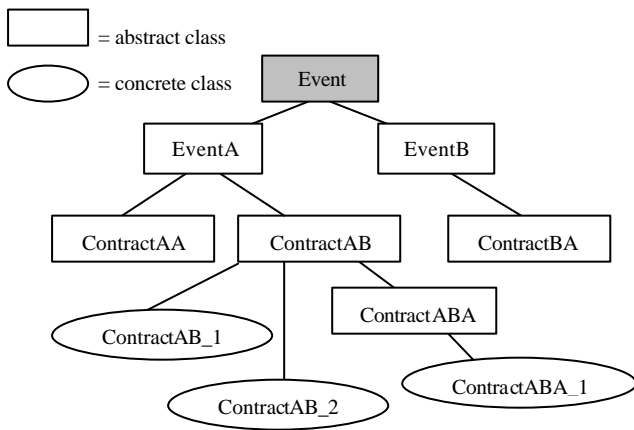 = abstract class
= concrete class
Event
EventA
EventB
ContractAA
ContractAB
ContractBA
ContractABA
ContractAB_1
ContractABA_1
ContractAB_2